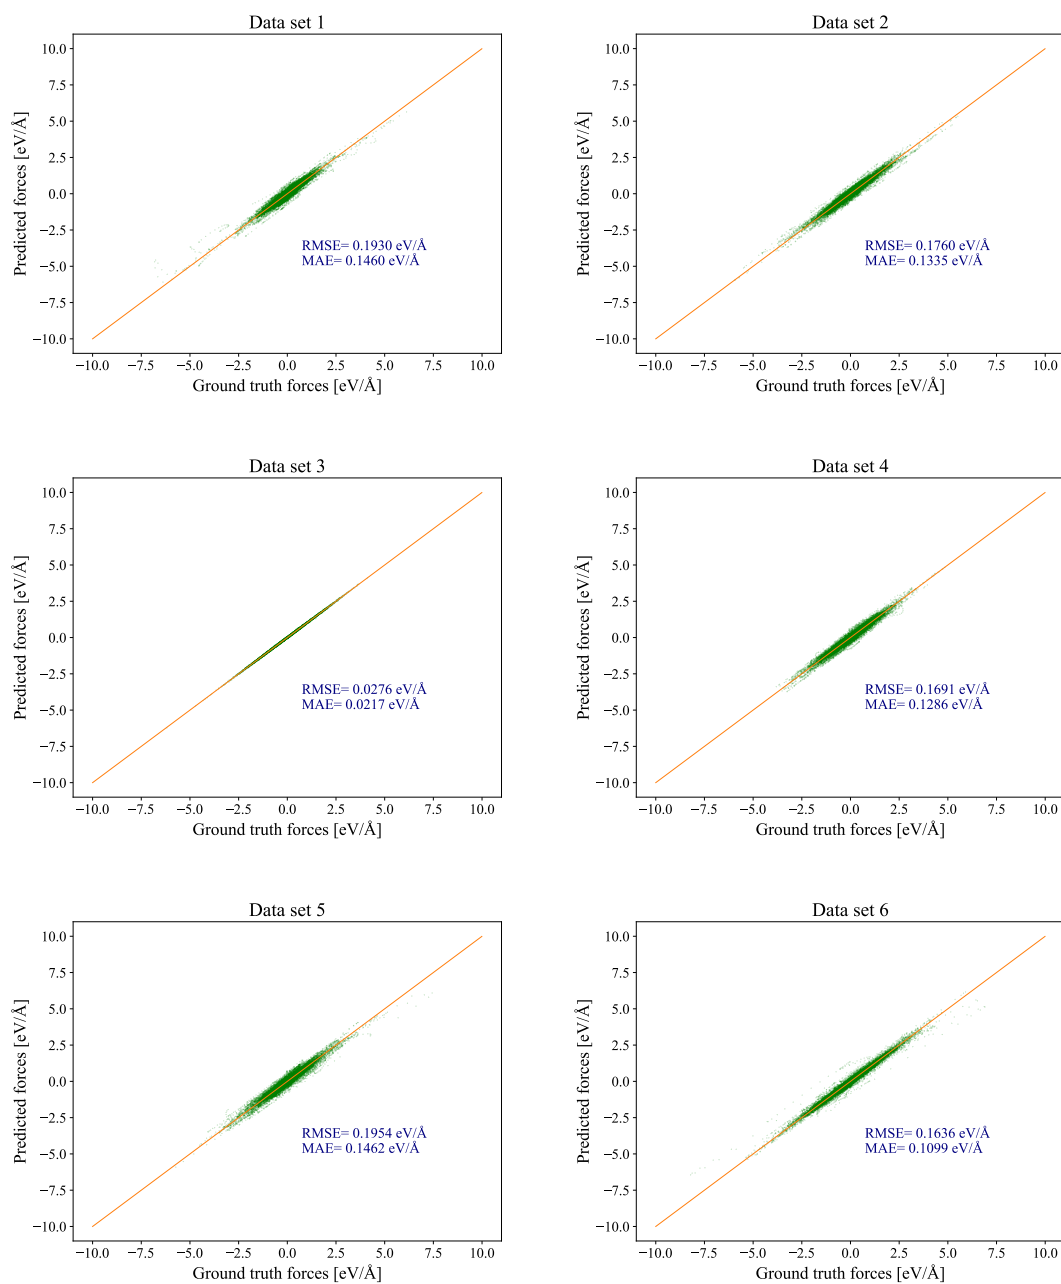 Data set 1
Predicted forces [eV/Å]
10.0
7.5
5.0
2.5
0.0
−2.5
−5.0
−7.5
−10.0
RMSE= 0.1930 eV/Å
MAE= 0.1460 eV/Å
−10.0 −7.5 −5.0 −2.5 0.0 2.5 5.0 7.5 10.0
Ground truth forces [eV/Å]
Data set 2
Predicted forces [eV/Å]
10.0
7.5
5.0
2.5
0.0
−2.5
−5.0
−7.5
−10.0
RMSE= 0.1760 eV/Å
MAE= 0.1335 eV/Å
−10.0 −7.5 −5.0 −2.5 0.0 2.5 5.0 7.5 10.0
Ground truth forces [eV/Å]
Data set 3
Predicted forces [eV/Å]
10.0
7.5
5.0
2.5
0.0
−2.5
−5.0
−7.5
−10.0
RMSE= 0.0276 eV/Å
MAE= 0.0217 eV/Å
−10.0 −7.5 −5.0 −2.5 0.0 2.5 5.0 7.5 10.0
Ground truth forces [eV/Å]
Data set 4
Predicted forces [eV/Å]
10.0
7.5
5.0
2.5
0.0
−2.5
−5.0
−7.5
−10.0
RMSE= 0.1691 eV/Å
MAE= 0.1286 eV/Å
−10.0 −7.5 −5.0 −2.5 0.0 2.5 5.0 7.5 10.0
Ground truth forces [eV/Å]
Data set 5
Predicted forces [eV/Å]
10.0
7.5
5.0
2.5
0.0
−2.5
−5.0
−7.5
−10.0
RMSE= 0.1954 eV/Å
MAE= 0.1462 eV/Å
−10.0 −7.5 −5.0 −2.5 0.0 2.5 5.0 7.5 10.0
Ground truth forces [eV/Å]
Data set 6
Predicted forces [eV/Å]
10.0
7.5
5.0
2.5
0.0
−2.5
−5.0
−7.5
−10.0
RMSE= 0.1636 eV/Å
MAE= 0.1099 eV/Å
−10.0 −7.5 −5.0 −2.5 0.0 2.5 5.0 7.5 10.0
Ground truth forces [eV/Å]